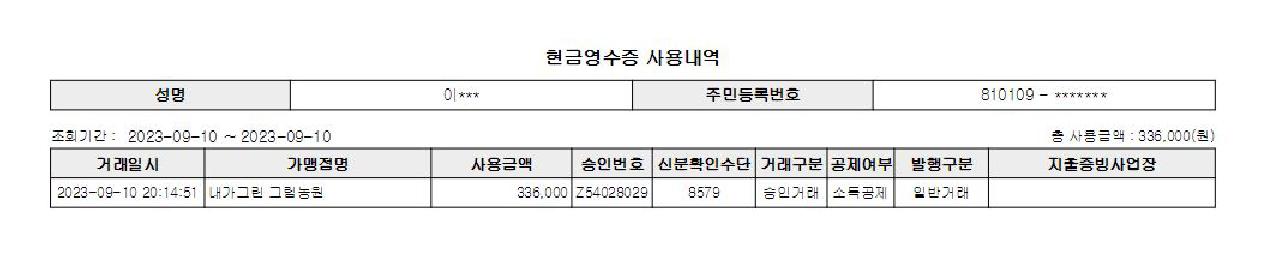 현금영수증 사용내역
성명 이*** 주민등록번호 810109 - *******
조회기간 : 2023-09-10 ~ 2023-09-10 총 사용금액 : 336,000(원)
거래일시 가맹점명 사용금액 승인번호 신분확인수단 거래구분 공제여부 발행구분 지출증빙사업장
2023-09-10 20:14:51 내가그린 그림농원 336,000 Z54028029 8579 승인거래 소득공제 일반거래